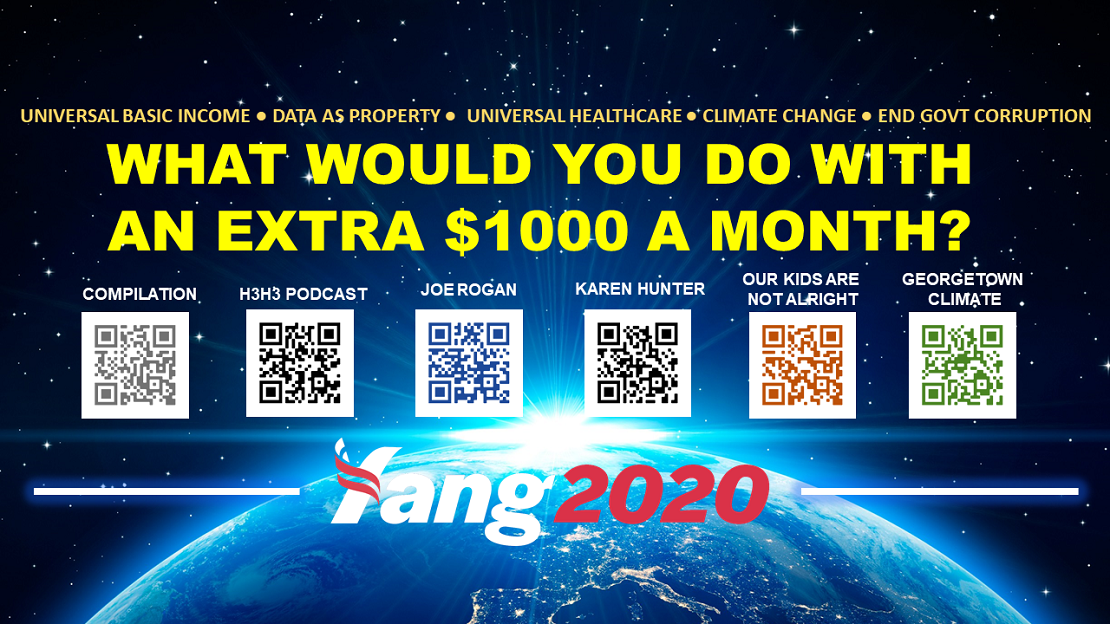 UNIVERSAL BASIC INCOME ● DATA AS PROPERTY ● UNIVERSAL HEALTHCARE ● CLIMATE CHANGE ● END GOVT CORRUPTION
WHAT WOULD YOU DO WITH
AN EXTRA $1000 A MONTH?
COMPILATION
H3H3 PODCAST
JOE ROGAN
KAREN HUNTER
OUR KIDS ARE
NOT ALRIGHT
GEORGETOWN
CLIMATE
Yang2020